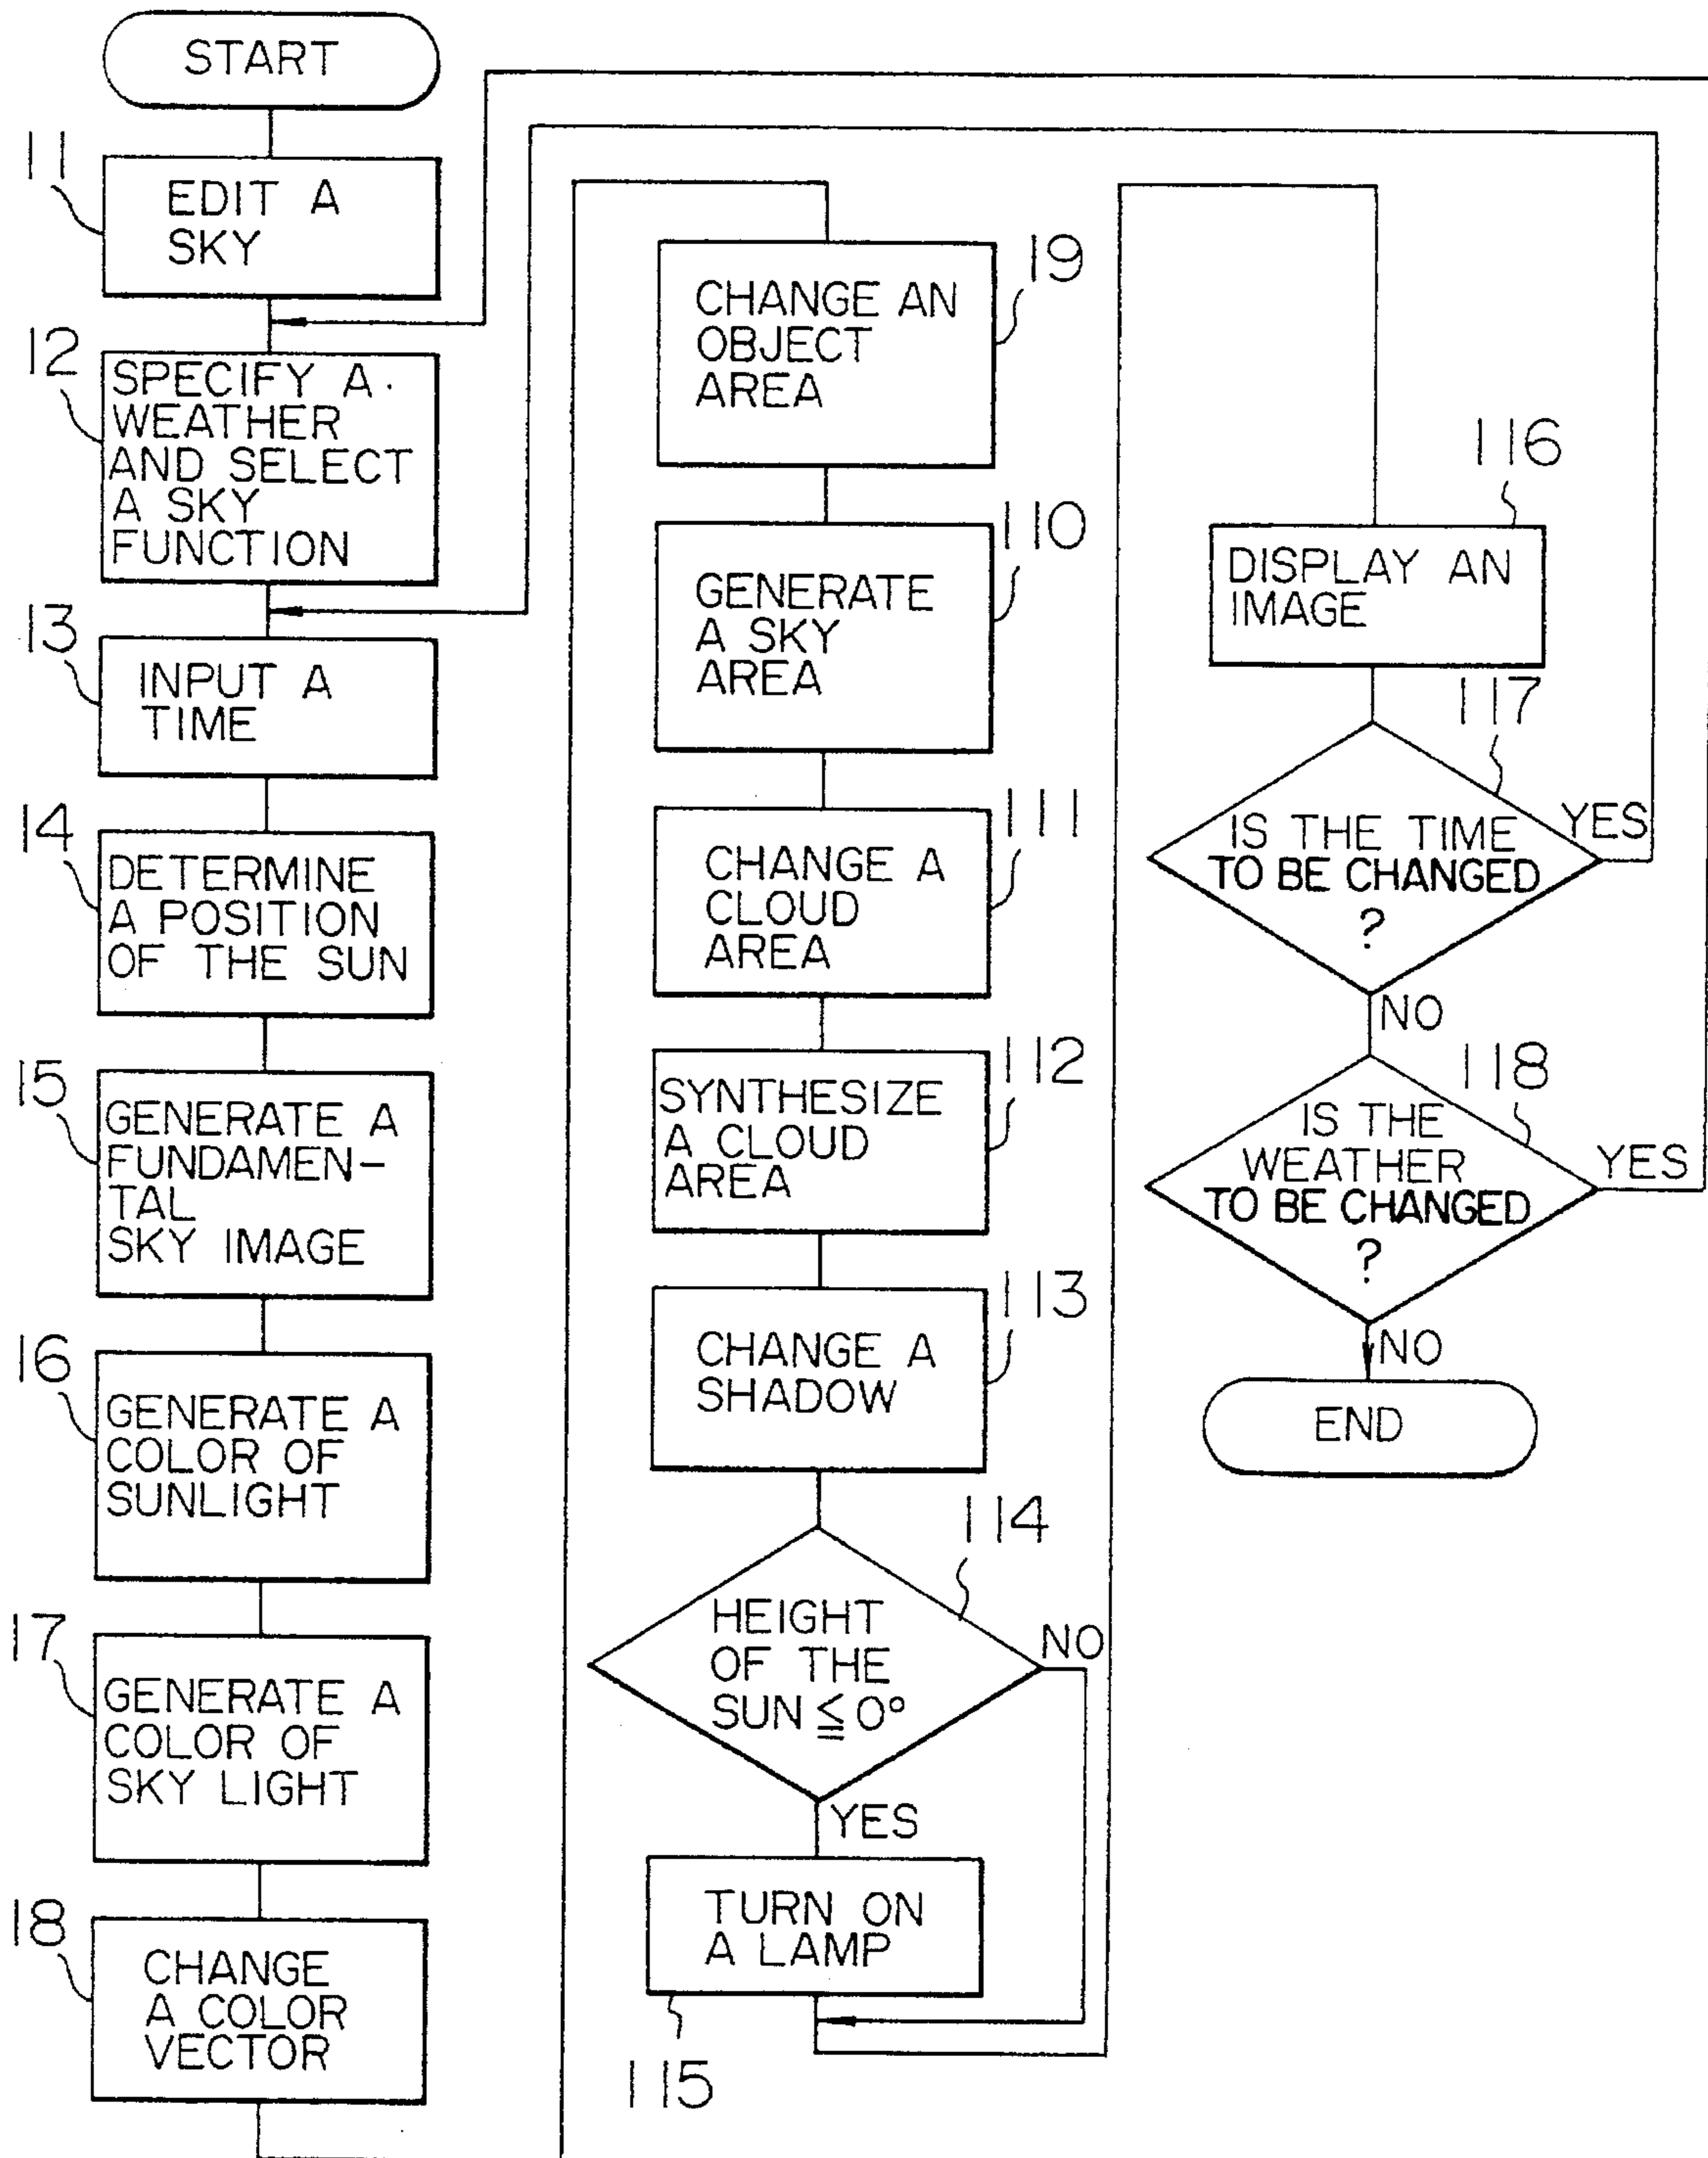 START
11
EDIT A
SKY
12
SPECIFY A
WEATHER
AND SELECT
A SKY
FUNCTION
13
INPUT A
TIME
14
DETERMINE
A POSITION
OF THE SUN
15
GENERATE A
FUNDAMEN-
TAL
SKY IMAGE
16
GENERATE A
COLOR OF
SUNLIGHT
17
GENERATE A
COLOR OF
SKY LIGHT
18
CHANGE
A COLOR
VECTOR
19
CHANGE AN
OBJECT
AREA
110
GENERATE
A SKY
AREA
111
CHANGE A
CLOUD
AREA
112
SYNTHESIZE
A CLOUD
AREA
113
CHANGE A
SHADOW
114
HEIGHT
OF THE
SUN ≦ 0°
NO
YES
TURN ON
A LAMP
115
116
DISPLAY AN
IMAGE
117
IS THE TIME
TO BE CHANGED
?
YES
NO
118
IS THE
WEATHER
TO BE CHANGED
?
YES
NO
END